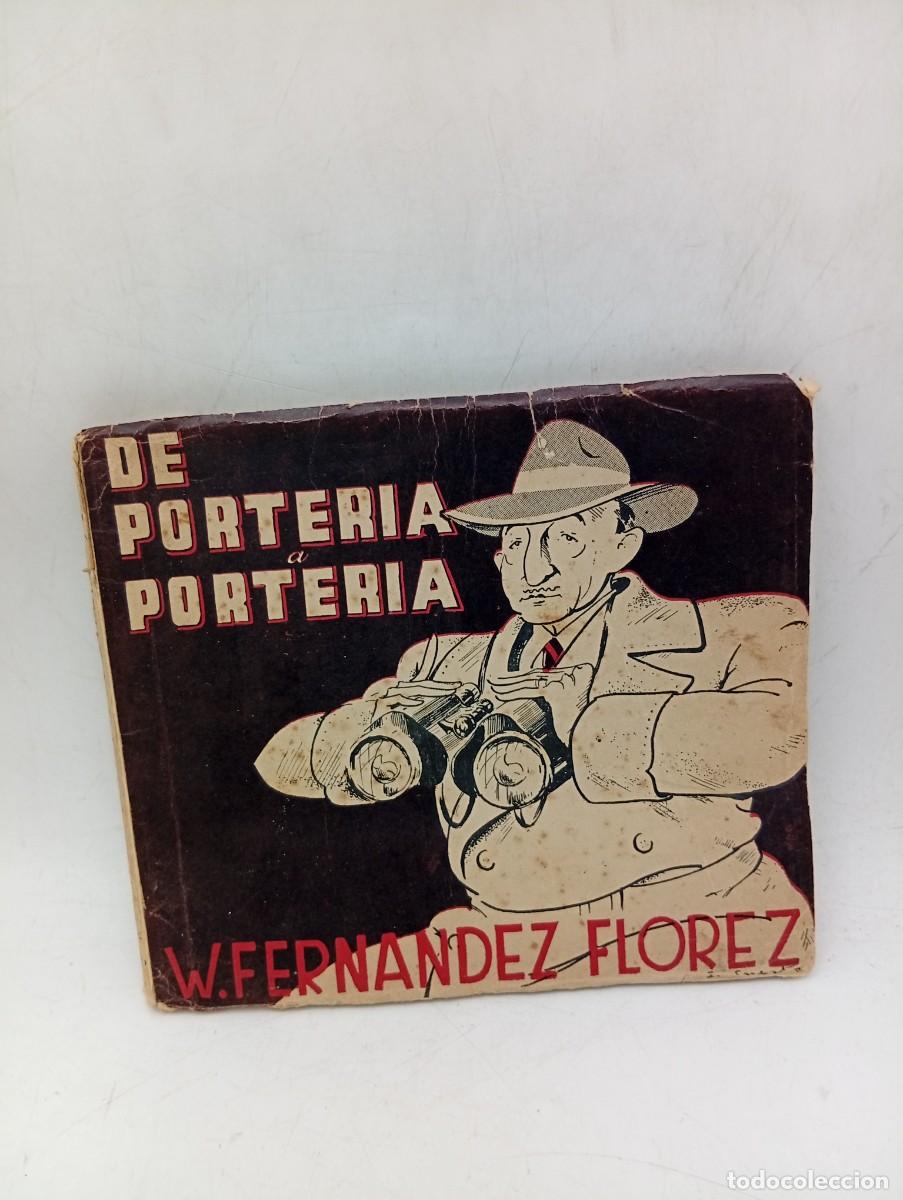 DE
PORTERIA
a
PORTERIA
W. FERNANDEZ FLOREZ
todocoleccion